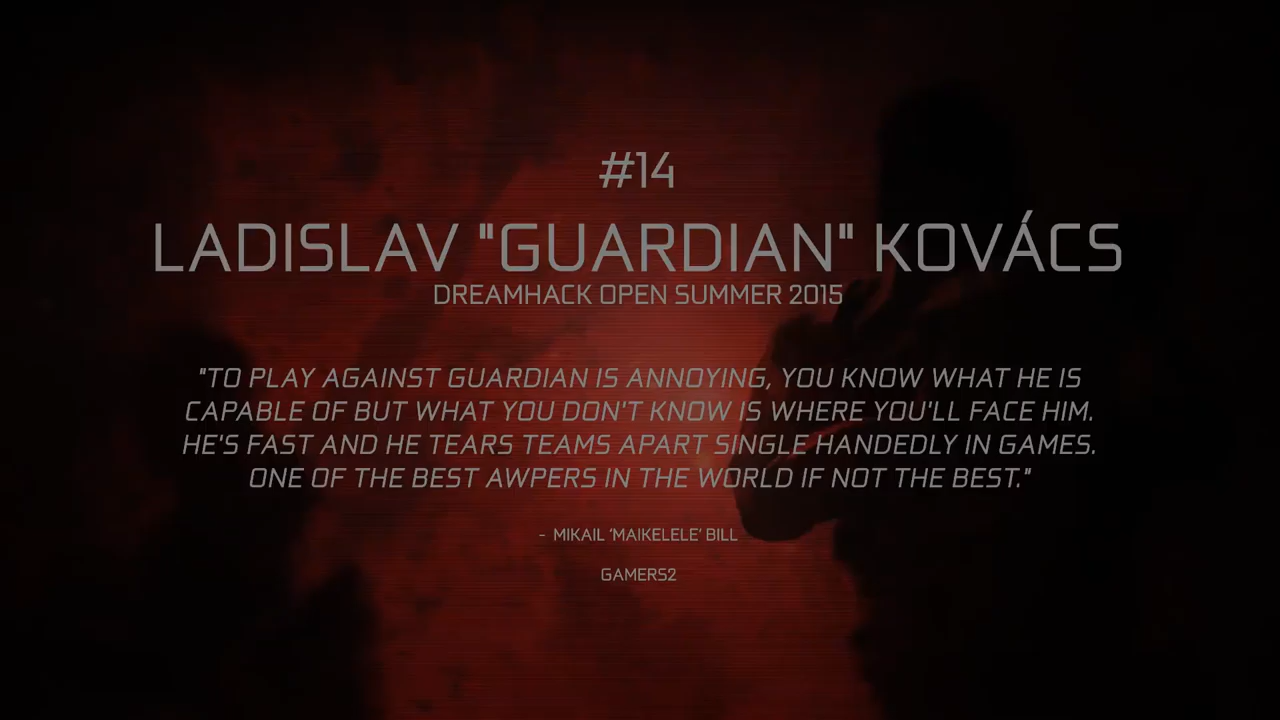 #14
LADISLAV "GUARDIAN" KOVÁCS
DREAMHACK OPEN SUMMER 2015
"TO PLAY AGAINST GUARDIAN IS ANNOYING, YOU KNOW WHAT HE IS
CAPABLE OF BUT WHAT YOU DON'T KNOW IS WHERE YOU'LL FACE HIM.
HE'S FAST AND HE TEARS TEAMS APART SINGLE HANDEDLY IN GAMES.
ONE OF THE BEST AWPERS IN THE WORLD IF NOT THE BEST."
- MIKAIL 'MAIKELELE' BILL
GAMERS2